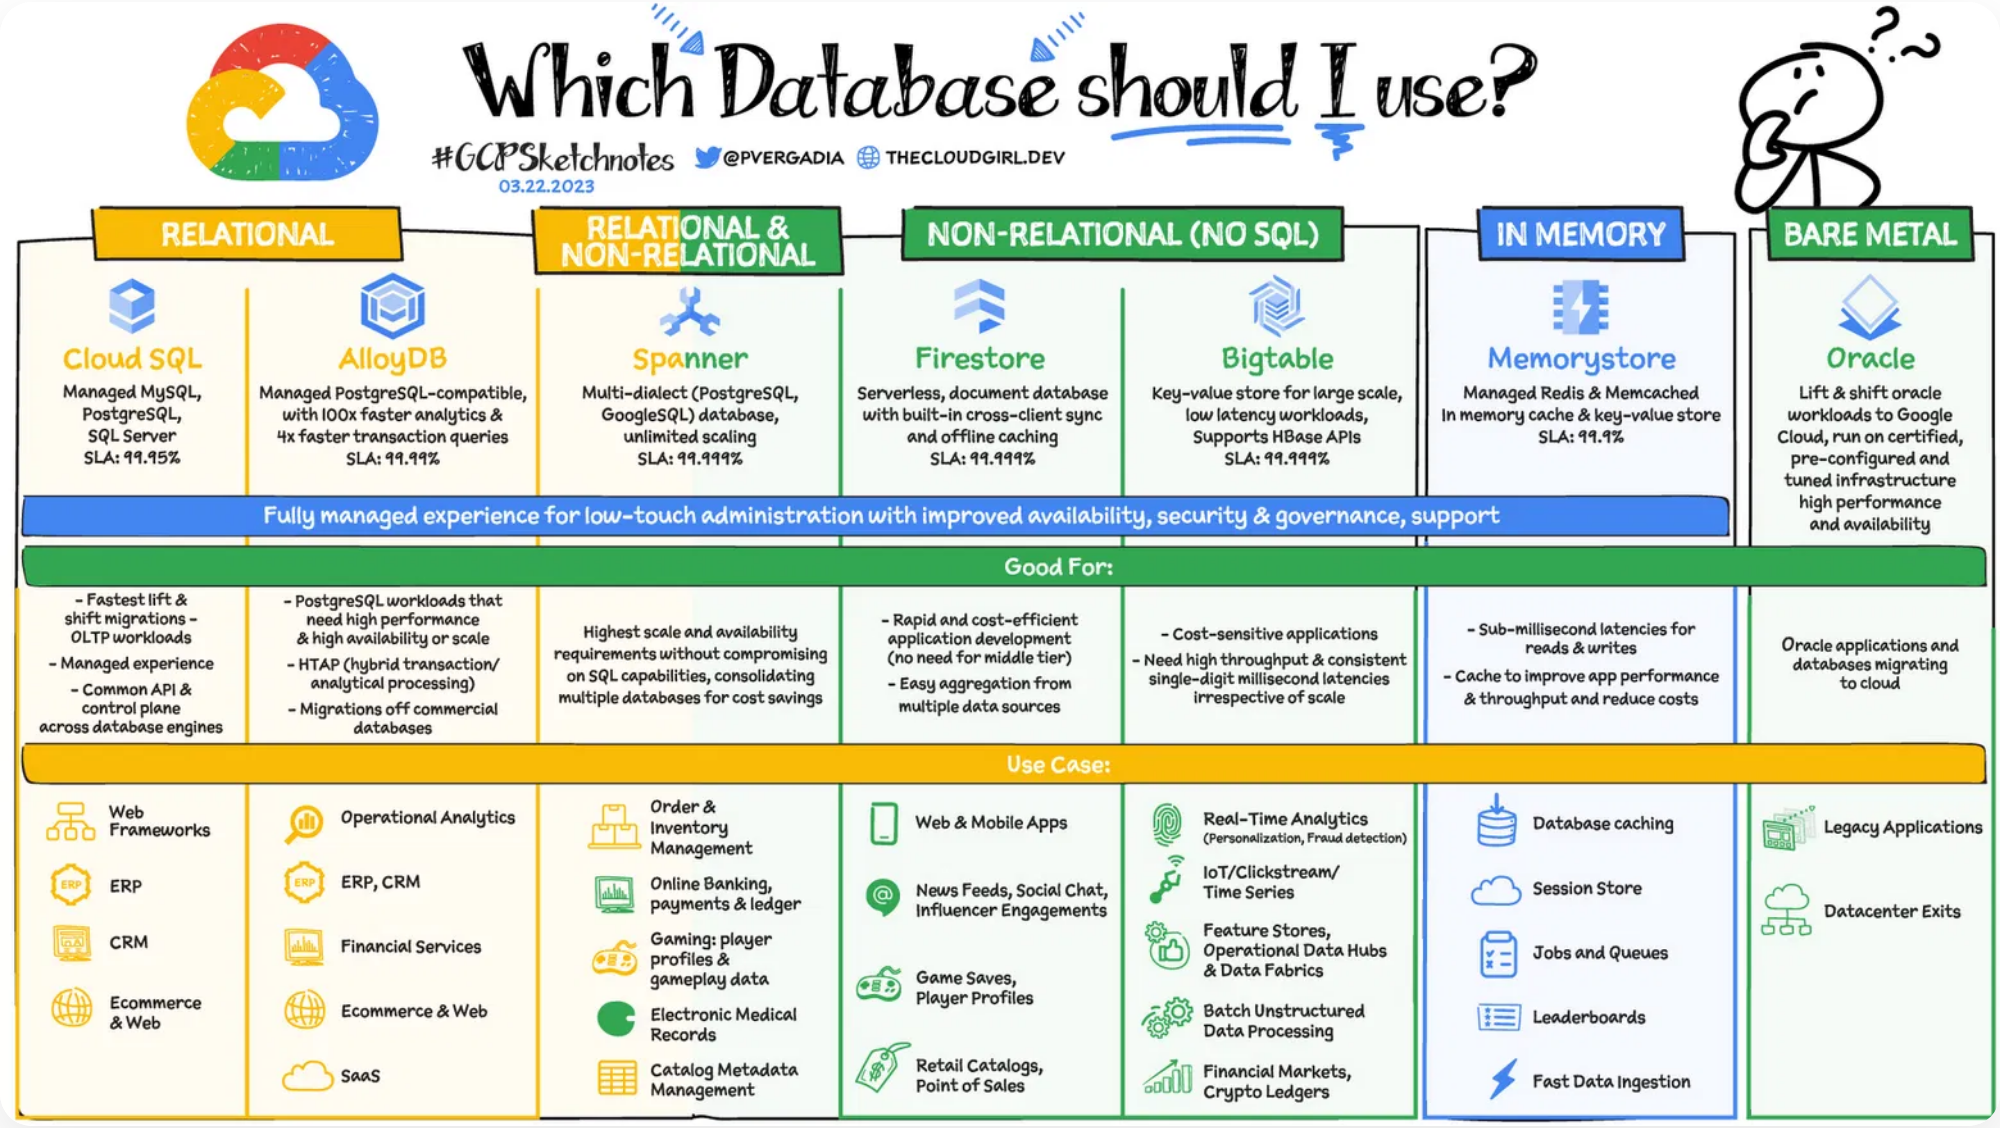 Which Database should I use?
#GCPSketchnotes @PVERGADIA THECLOUDGIRL.DEV
03.22.2023
RELATIONAL
Cloud SQL
Managed MySQL,
PostgreSQL,
SQL Server
SLA: 99.95%
AlloyDB
Managed PostgreSQL-compatible,
with 100x faster analytics &
4x faster transaction queries
SLA: 99.99%
RELATIONAL &
NON-RELATIONAL
Spanner
Multi-dialect (PostgreSQL,
GoogleSQL) database,
unlimited scaling
SLA: 99.999%
NON-RELATIONAL (NO SQL)
Firestore
Serverless, document database
with built-in cross-client sync
and offline caching
SLA: 99.999%
Bigtable
Key-value store for large scale,
low latency workloads,
Supports HBase APIs
SLA: 99.999%
IN MEMORY
Memorystore
Managed Redis & Memcached
In memory cache & key-value store
SLA: 99.9%
BARE METAL
Oracle
Lift & shift oracle
workloads to Google
Cloud, run on certified,
pre-configured and
tuned infrastructure
high performance
and availability
Fully managed experience for low-touch administration with improved availability, security & governance, support
Good For:
- Fastest lift &
shift migrations -
OLTP workloads
- Managed experience
- Common API &
control plane
across database engines
- PostgreSQL workloads that
need high performance
& high availability or scale
- HTAP (hybrid transaction/
analytical processing)
- Migrations off commercial
databases
Highest scale and availability
requirements without compromising
on SQL capabilities, consolidating
multiple databases for cost savings
- Rapid and cost-efficient
application development
(no need for middle tier)
- Easy aggregation from
multiple data sources
- Cost-sensitive applications
- Need high throughput & consistent
single-digit millisecond latencies
irrespective of scale
- Sub-millisecond latencies for
reads & writes
- Cache to improve app performance
& throughput and reduce costs
Oracle applications and
databases migrating
to cloud
Use Case:
Web
Frameworks
ERP
ERP
CRM
Ecommerce
& Web
Operational Analytics
ERP
ERP, CRM
Financial Services
Ecommerce & Web
SaaS
Order &
Inventory
Management
Online Banking,
payments & ledger
Gaming: player
profiles &
gameplay data
Electronic Medical
Records
Catalog Metadata
Management
Web & Mobile Apps
News Feeds, Social Chat,
Influencer Engagements
Game Saves,
Player Profiles
Retail Catalogs,
Point of Sales
Real-Time Analytics
(Personalization, Fraud detection)
IoT/Clickstream/
Time Series
Feature Stores,
Operational Data Hubs
& Data Fabrics
Batch Unstructured
Data Processing
Financial Markets,
Crypto Ledgers
Database caching
Session Store
Jobs and Queues
Leaderboards
Fast Data Ingestion
Legacy Applications
Datacenter Exits